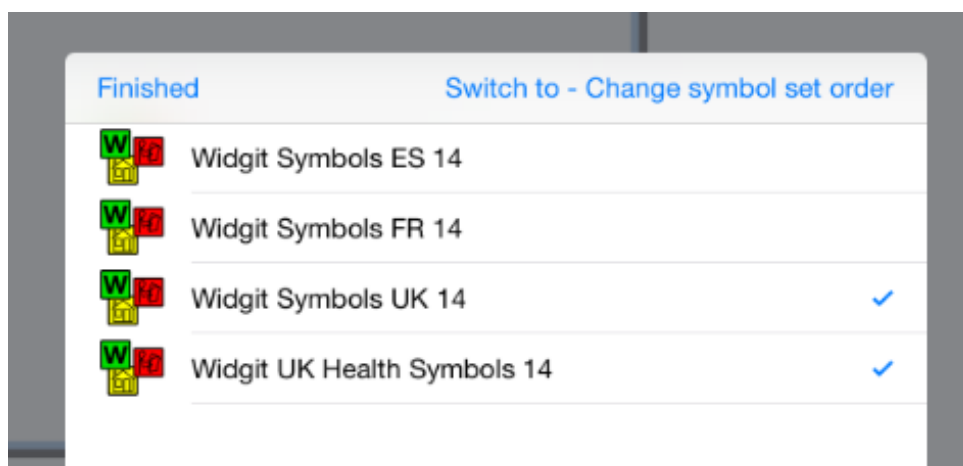 Finished Switch to - Change symbol set order
Widgit Symbols ES 14
Widgit Symbols FR 14
Widgit Symbols UK 14
Widgit UK Health Symbols 14